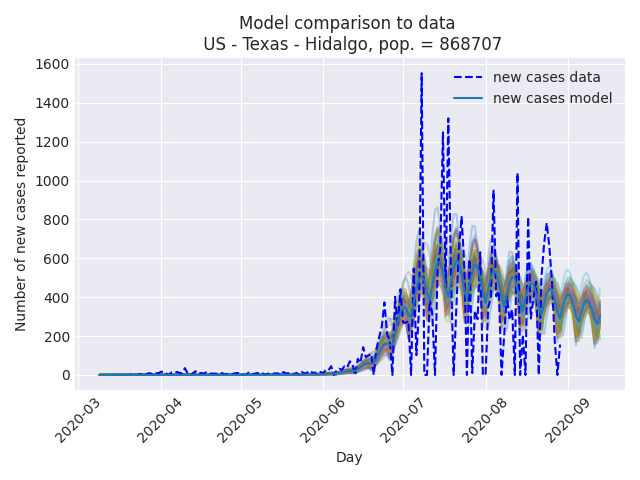 Model comparison to data
US - Texas - Hidalgo, pop. = 868707
1600
1400
1200
1000
800
600
400
200
0
Number of new cases reported
new cases data
new cases model
2020-03
2020-04
2020-05
2020-06
2020-07
2020-08
2020-09
Day